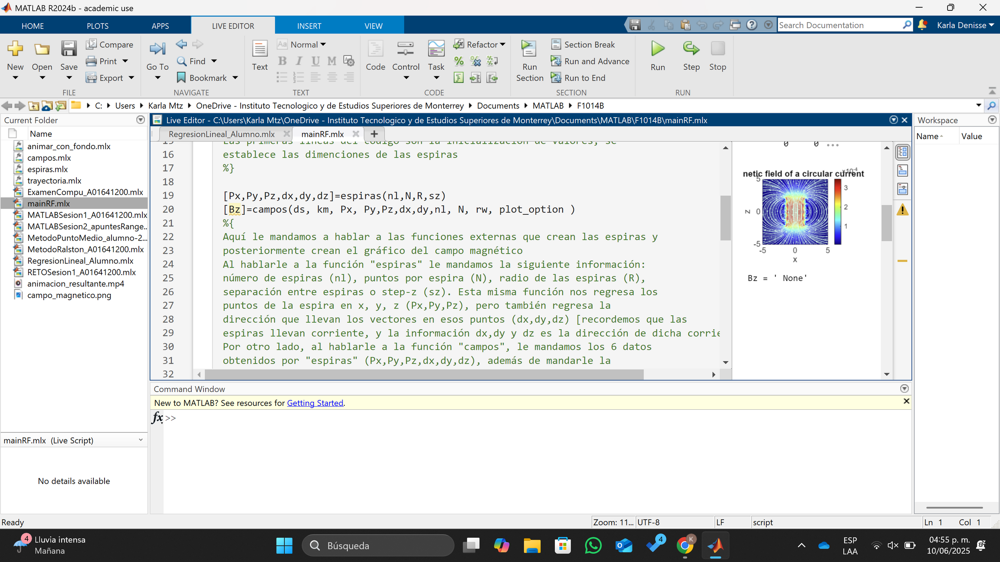 MATLAB R2024b - academic use
HOME PLOTS APPS LIVE EDITOR INSERT VIEW
Search Documentation
Karla Denisse
New Open Save Compare Print Export
FILE
Go To Find Bookmark
NAVIGATE
Text Aa Normal
B I U M
TEXT
Code Control Task Refactor
CODE
Run Section
Section Break
Run and Advance
Run to End
SECTION
Run Step Stop
RUN
C: Users Karla Mtz OneDrive - Instituto Tecnologico y de Estudios Superiores de Monterrey Documents MATLAB F1014B
Current Folder
Name
animar_con_fondo.mlx
campos.mlx
espiras.mlx
trayectoria.mlx
ExamenCompu_A01641200.mlx
mainRF.mlx
MATLABSesion1_A01641200.mlx
MATLABSesion2_apuntesRange...
MetodoPuntoMedio_alumno-2...
MetodoRalston_A01641200.mlx
RegresionLineal_Alumno.mlx
RETOSesion1_A01641200.mlx
animacion_resultante.mp4
campo_magnetico.png
mainRF.mlx (Live Script)
No details available
Live Editor - C:\Users\Karla Mtz\OneDrive - Instituto Tecnologico y de Estudios Superiores de Monterrey\Documents\MATLAB\F1014B\mainRF.mlx
RegresionLineal_Alumno.mlx mainRF.mlx
15 Las primeras lineas del codigo son la inicializacion de valores, se
16 establece las dimenciones de las espiras
17 %}
18
19 [Px,Py,Pz,dx,dy,dz]=espiras(nl,N,R,sz)
20 [Bz]=campos(ds, km, Px, Py,Pz,dx,dy,nl, N, rw, plot_option )
21 %{
22 Aquí le mandamos a hablar a las funciones externas que crean las espiras y
23 posteriormente crean el gráfico del campo magnético
24 Al hablarle a la función "espiras" le mandamos la siguiente información:
25 número de espiras (nl), puntos por espira (N), radio de las espiras (R),
26 separación entre espiras o step-z (sz). Esta misma función nos regresa los
27 puntos de la espira en x, y, z (Px,Py,Pz), pero también regresa la
28 dirección que llevan los vectores en esos puntos (dx,dy,dz) [recordemos que las
29 espiras llevan corriente, y la información dx,dy y dz es la dirección de dicha corrie
30 Por otro lado, al hablarle a la función "campos", le mandamos los 6 datos
31 obtenidos por "espiras" (Px,Py,Pz,dx,dy,dz), además de mandarle la
32
0 0 ...
netic field of a circular current
×10-4
5
z 0
-5
-5 0 5
x
3
2
1
Bz = ' None'
Workspace
Name Value
Command Window
New to MATLAB? See resources for Getting Started.
fx >>
Ready
Zoom: 11... UTF-8 LF script Ln 1 Col 1
4
Lluvia intensa
Mañana
Búsqueda
4
K
ESP
LAA
04:55 p. m.
10/06/2025